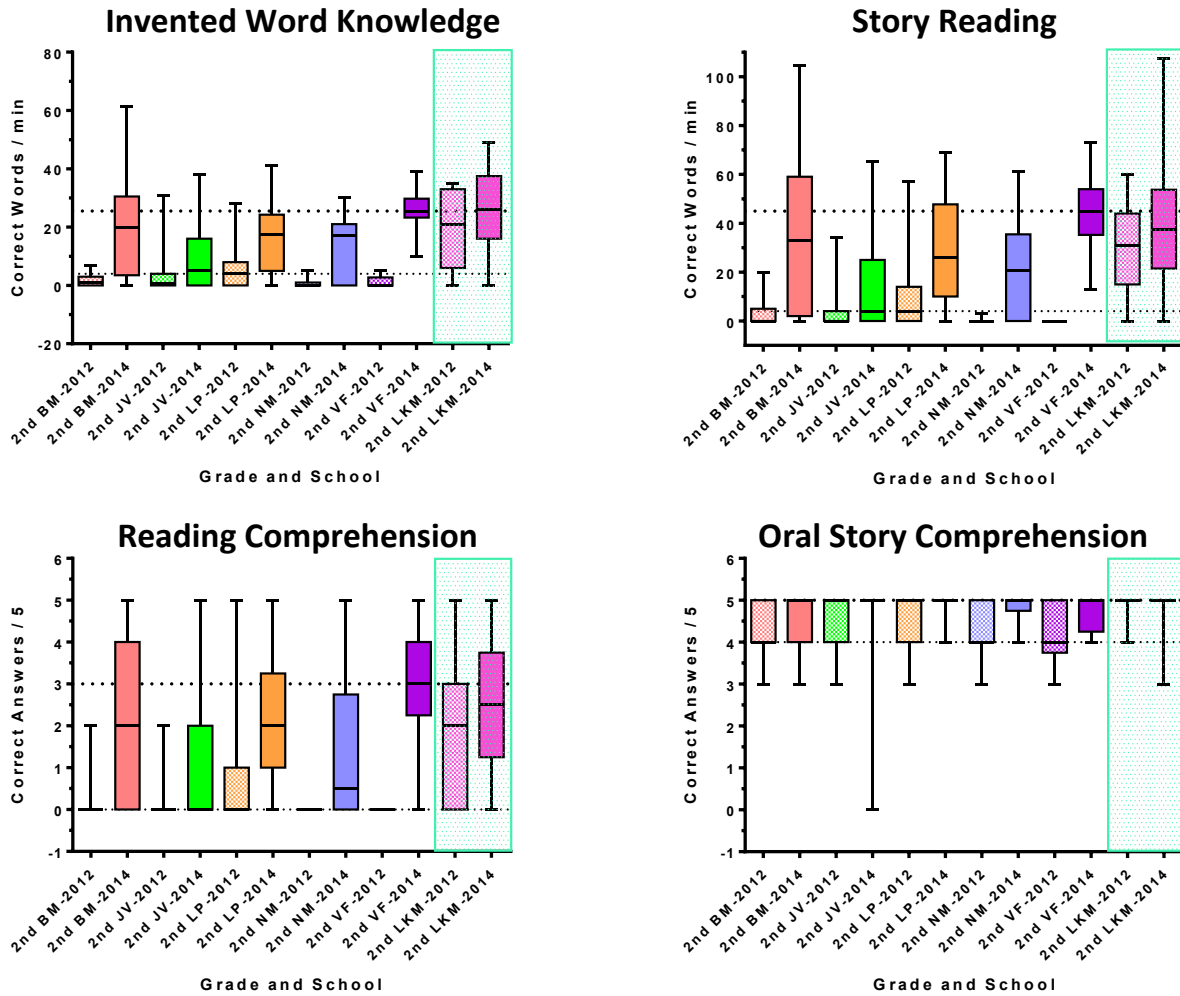 Invented Word Knowledge
80
60
40
20
0
-20
Correct Words / min
2nd BM-2012
2nd BM-2014
2nd JV-2012
2nd JV-2014
2nd LP-2012
2nd LP-2014
2nd NM-2012
2nd NM-2014
2nd VF-2012
2nd VF-2014
2nd LKM-2012
2nd LKM-2014
Grade and School
Story Reading
100
80
60
40
20
0
Correct Words / min
2nd BM-2012
2nd BM-2014
2nd JV-2012
2nd JV-2014
2nd LP-2012
2nd LP-2014
2nd NM-2012
2nd NM-2014
2nd VF-2012
2nd VF-2014
2nd LKM-2012
2nd LKM-2014
Grade and School
Reading Comprehension
6
5
4
3
2
1
0
-1
Correct Answers / 5
2nd BM-2012
2nd BM-2014
2nd JV-2012
2nd JV-2014
2nd LP-2012
2nd LP-2014
2nd NM-2012
2nd NM-2014
2nd VF-2012
2nd VF-2014
2nd LKM-2012
2nd LKM-2014
Grade and School
Oral Story Comprehension
6
5
4
3
2
1
0
-1
Correct Answers / 5
2nd BM-2012
2nd BM-2014
2nd JV-2012
2nd JV-2014
2nd LP-2012
2nd LP-2014
2nd NM-2012
2nd NM-2014
2nd VF-2012
2nd VF-2014
2nd LKM-2012
2nd LKM-2014
Grade and School